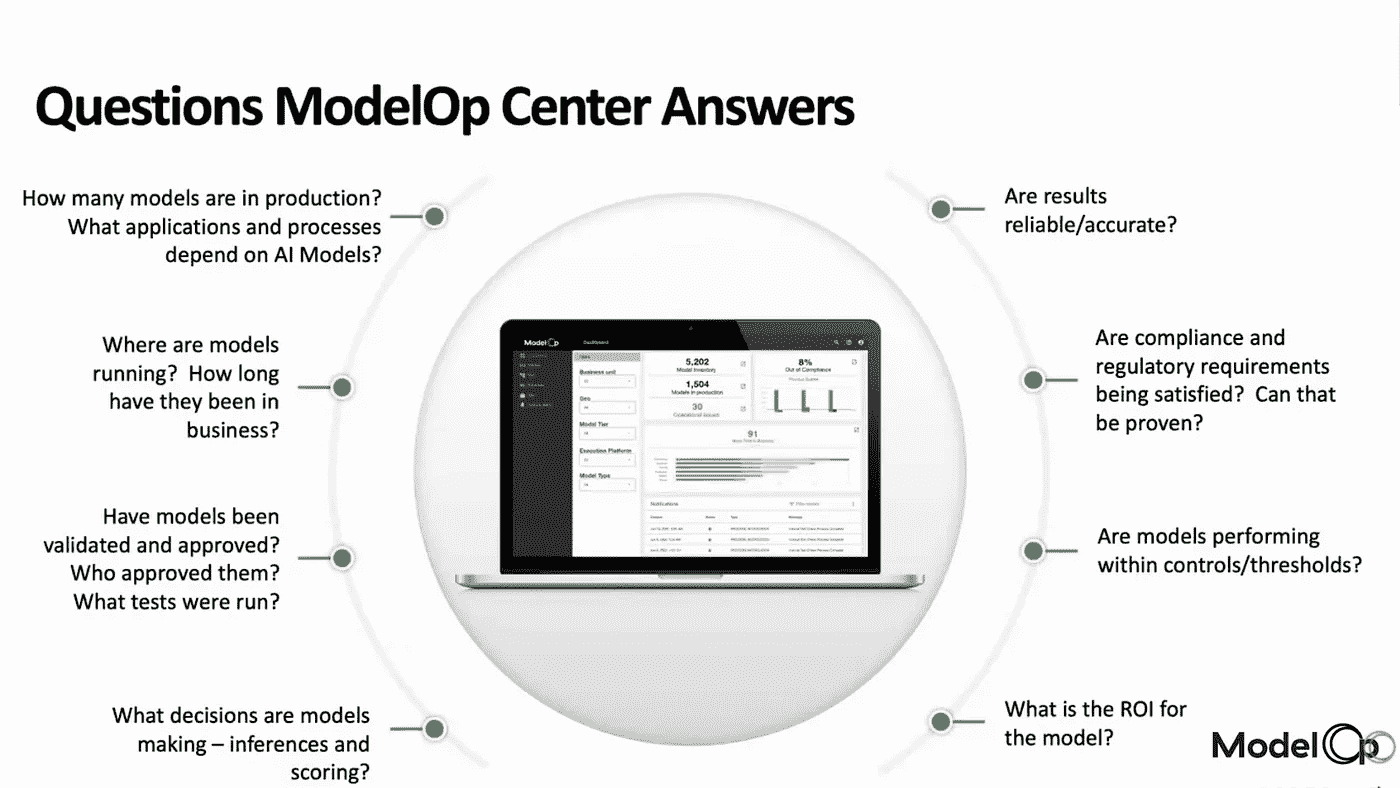 Questions ModelOp Center Answers
How many models are in production?
What applications and processes
depend on AI Models?
Where are models
running? How long
have they been in
business?
Have models been
validated and approved?
Who approved them?
What tests were run?
What decisions are models
making – inferences and
scoring?
ModelOp
Dashboard
Business unit
Model Tier
Execution Platform
Model Type
5,202
Model Inventory
1,504
Models in production
30
8%
Out of Compliance
91
Notifications
Are results
reliable/accurate?
Are compliance and
regulatory requirements
being satisfied? Can that
be proven?
Are models performing
within controls/thresholds?
What is the ROI for
the model?
ModelOp